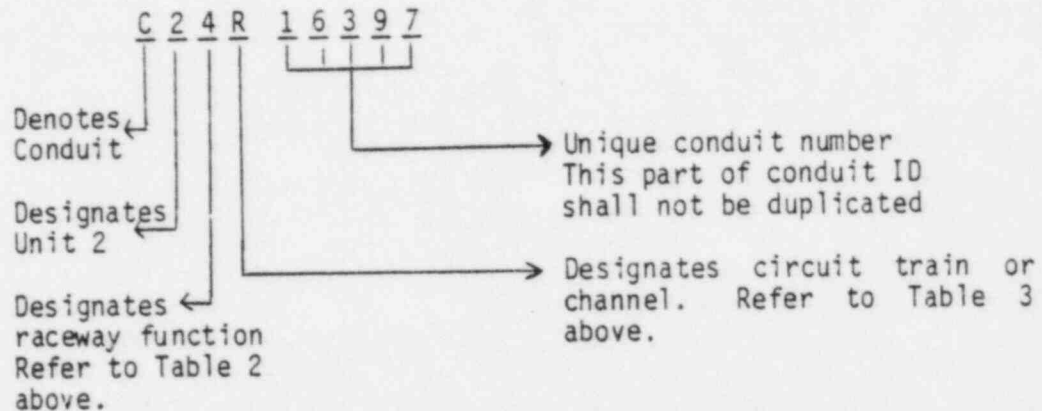 C 2 4 R 1 6 3 9 7
Denotes
Conduit
Designates
Unit 2
Designates
raceway function
Refer to Table 2
above.
Unique conduit number
This part of conduit ID
shall not be duplicated
Designates circuit train or
channel. Refer to Table 3
above.